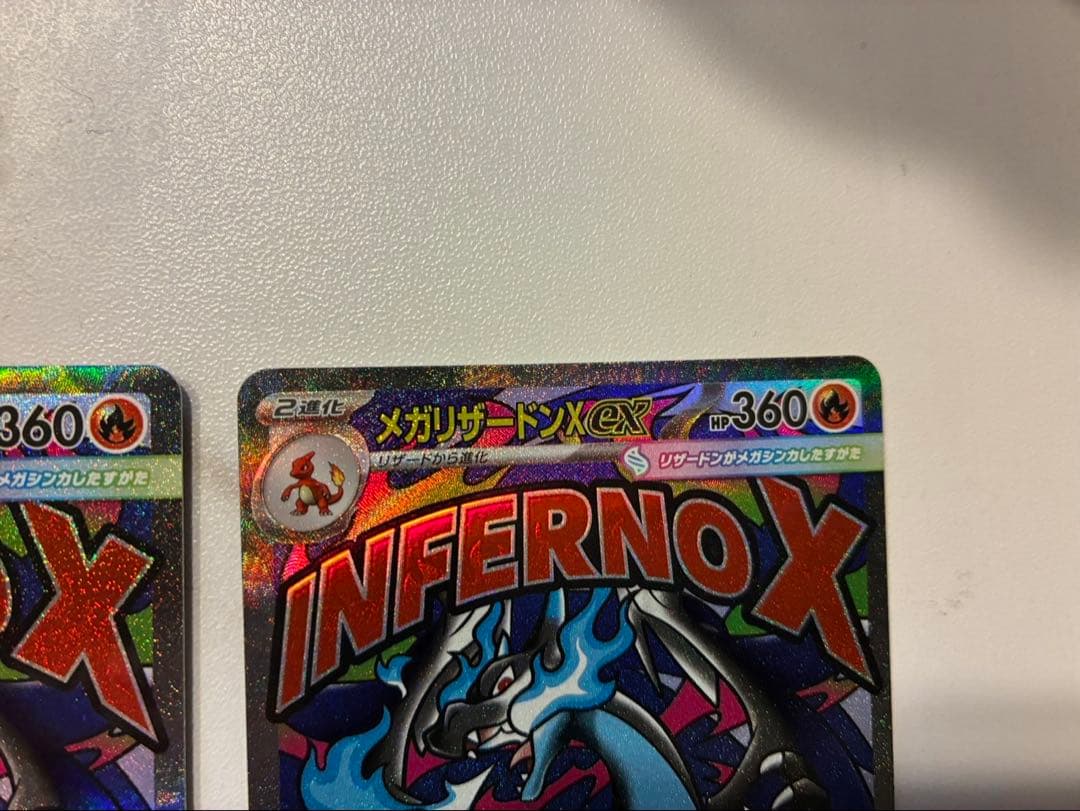 360
メガシンカしたすがた
X
2進化
メガリザードンXex
HP360
リザードから進化
リザードンがメガシンカしたすがた
INFERNO X